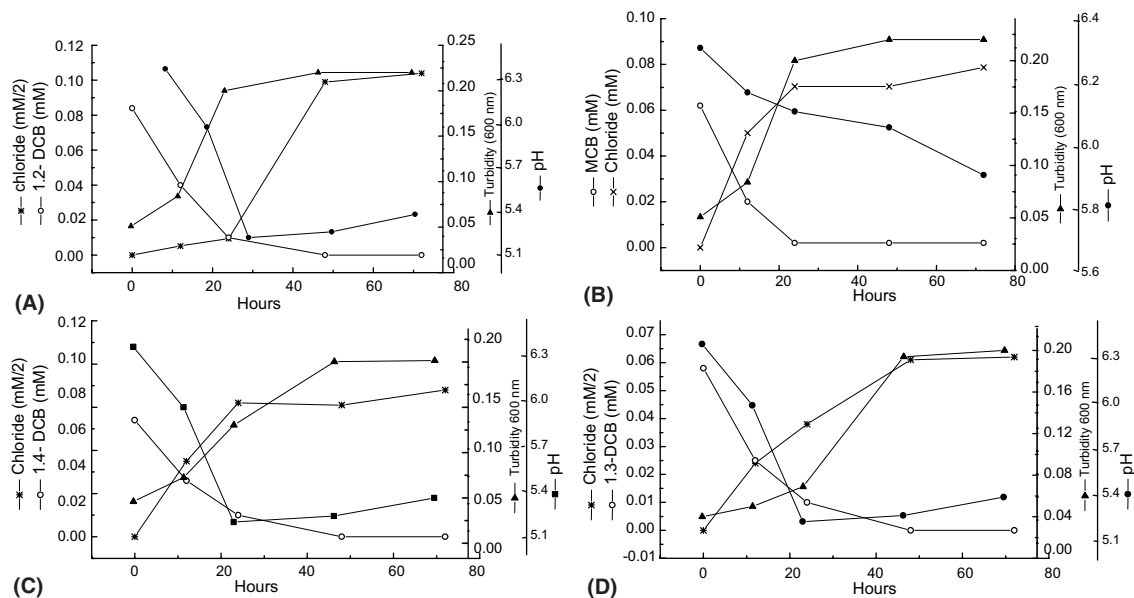 chloride (mM/2)
1.2- DCB (mM)
0.12
0.10
0.08
0.06
0.04
0.02
0.00
0 20 40 60 80
Hours
0.25
0.20
0.15
0.10
0.05
0.00
Turbidity (600 nm)
6.3
6.0
5.7
5.4
5.1
pH
(A)
MCB (mM)
Chloride (mM)
0.10
0.08
0.06
0.04
0.02
0.00
0 20 40 60 80
Hours
0.20
0.15
0.10
0.05
0.00
Turbidity (600 nm)
6.4
6.2
6.0
5.8
5.6
pH
(B)
Chloride (mM/2)
1.4- DCB (mM)
0.12
0.10
0.08
0.06
0.04
0.02
0.00
0 20 40 60 80
Hours
0.20
0.15
0.10
0.05
0.00
Turbidity 600 nm
6.3
6.0
5.7
5.4
5.1
pH
(C)
Chloride (mM/2)
1.3-DCB (mM)
0.07
0.06
0.05
0.04
0.03
0.02
0.01
0.00
-0.01
0 20 40 60 80
Hours
0.20
0.16
0.12
0.08
0.04
0.00
Turbidity 600 nm
6.3
6.0
5.7
5.4
5.1
pH
(D)